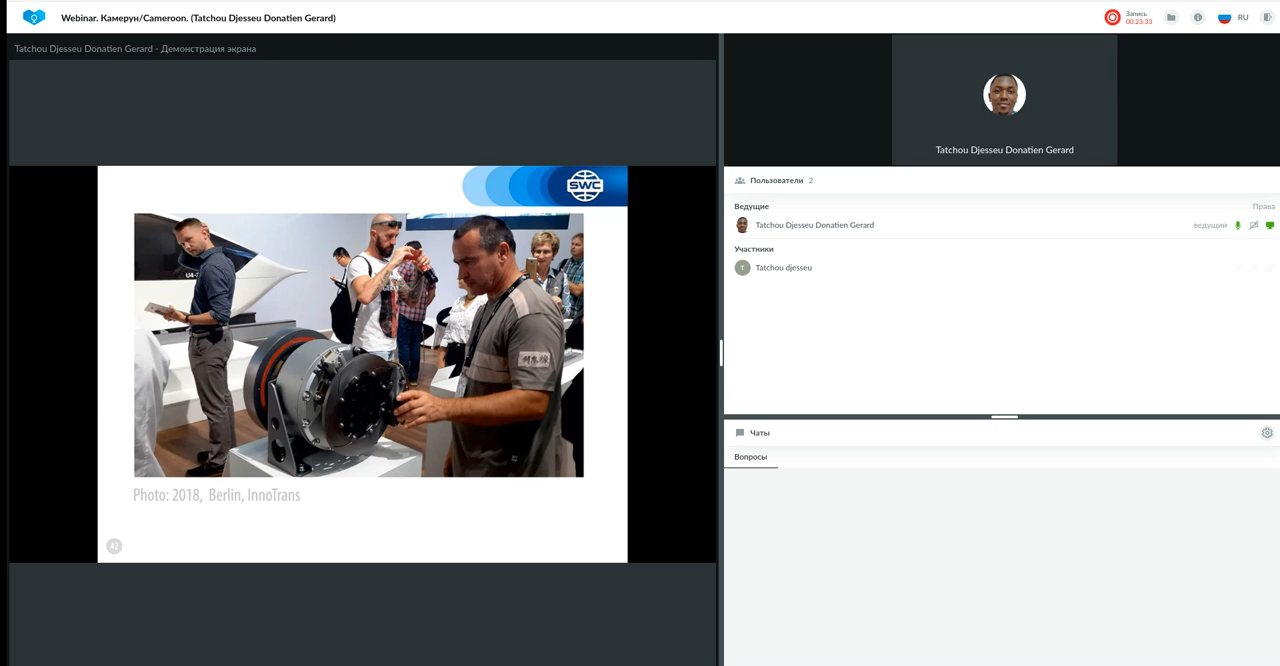 Webinar. Камерун/Cameroon. (Tatchou Djesseu Donatien Gerard)
Запись
00:23:33
RU
Tatchou Djesseu Donatien Gerard - Демонстрация экрана
SWC
U4-
Photo: 2018, Berlin, InnoTrans
42
Tatchou Djesseu Donatien Gerard
Пользователи 2
Ведущие Права
Tatchou Djesseu Donatien Gerard ведущий
Участники
T Tatchou djesseu
Чаты
Вопросы